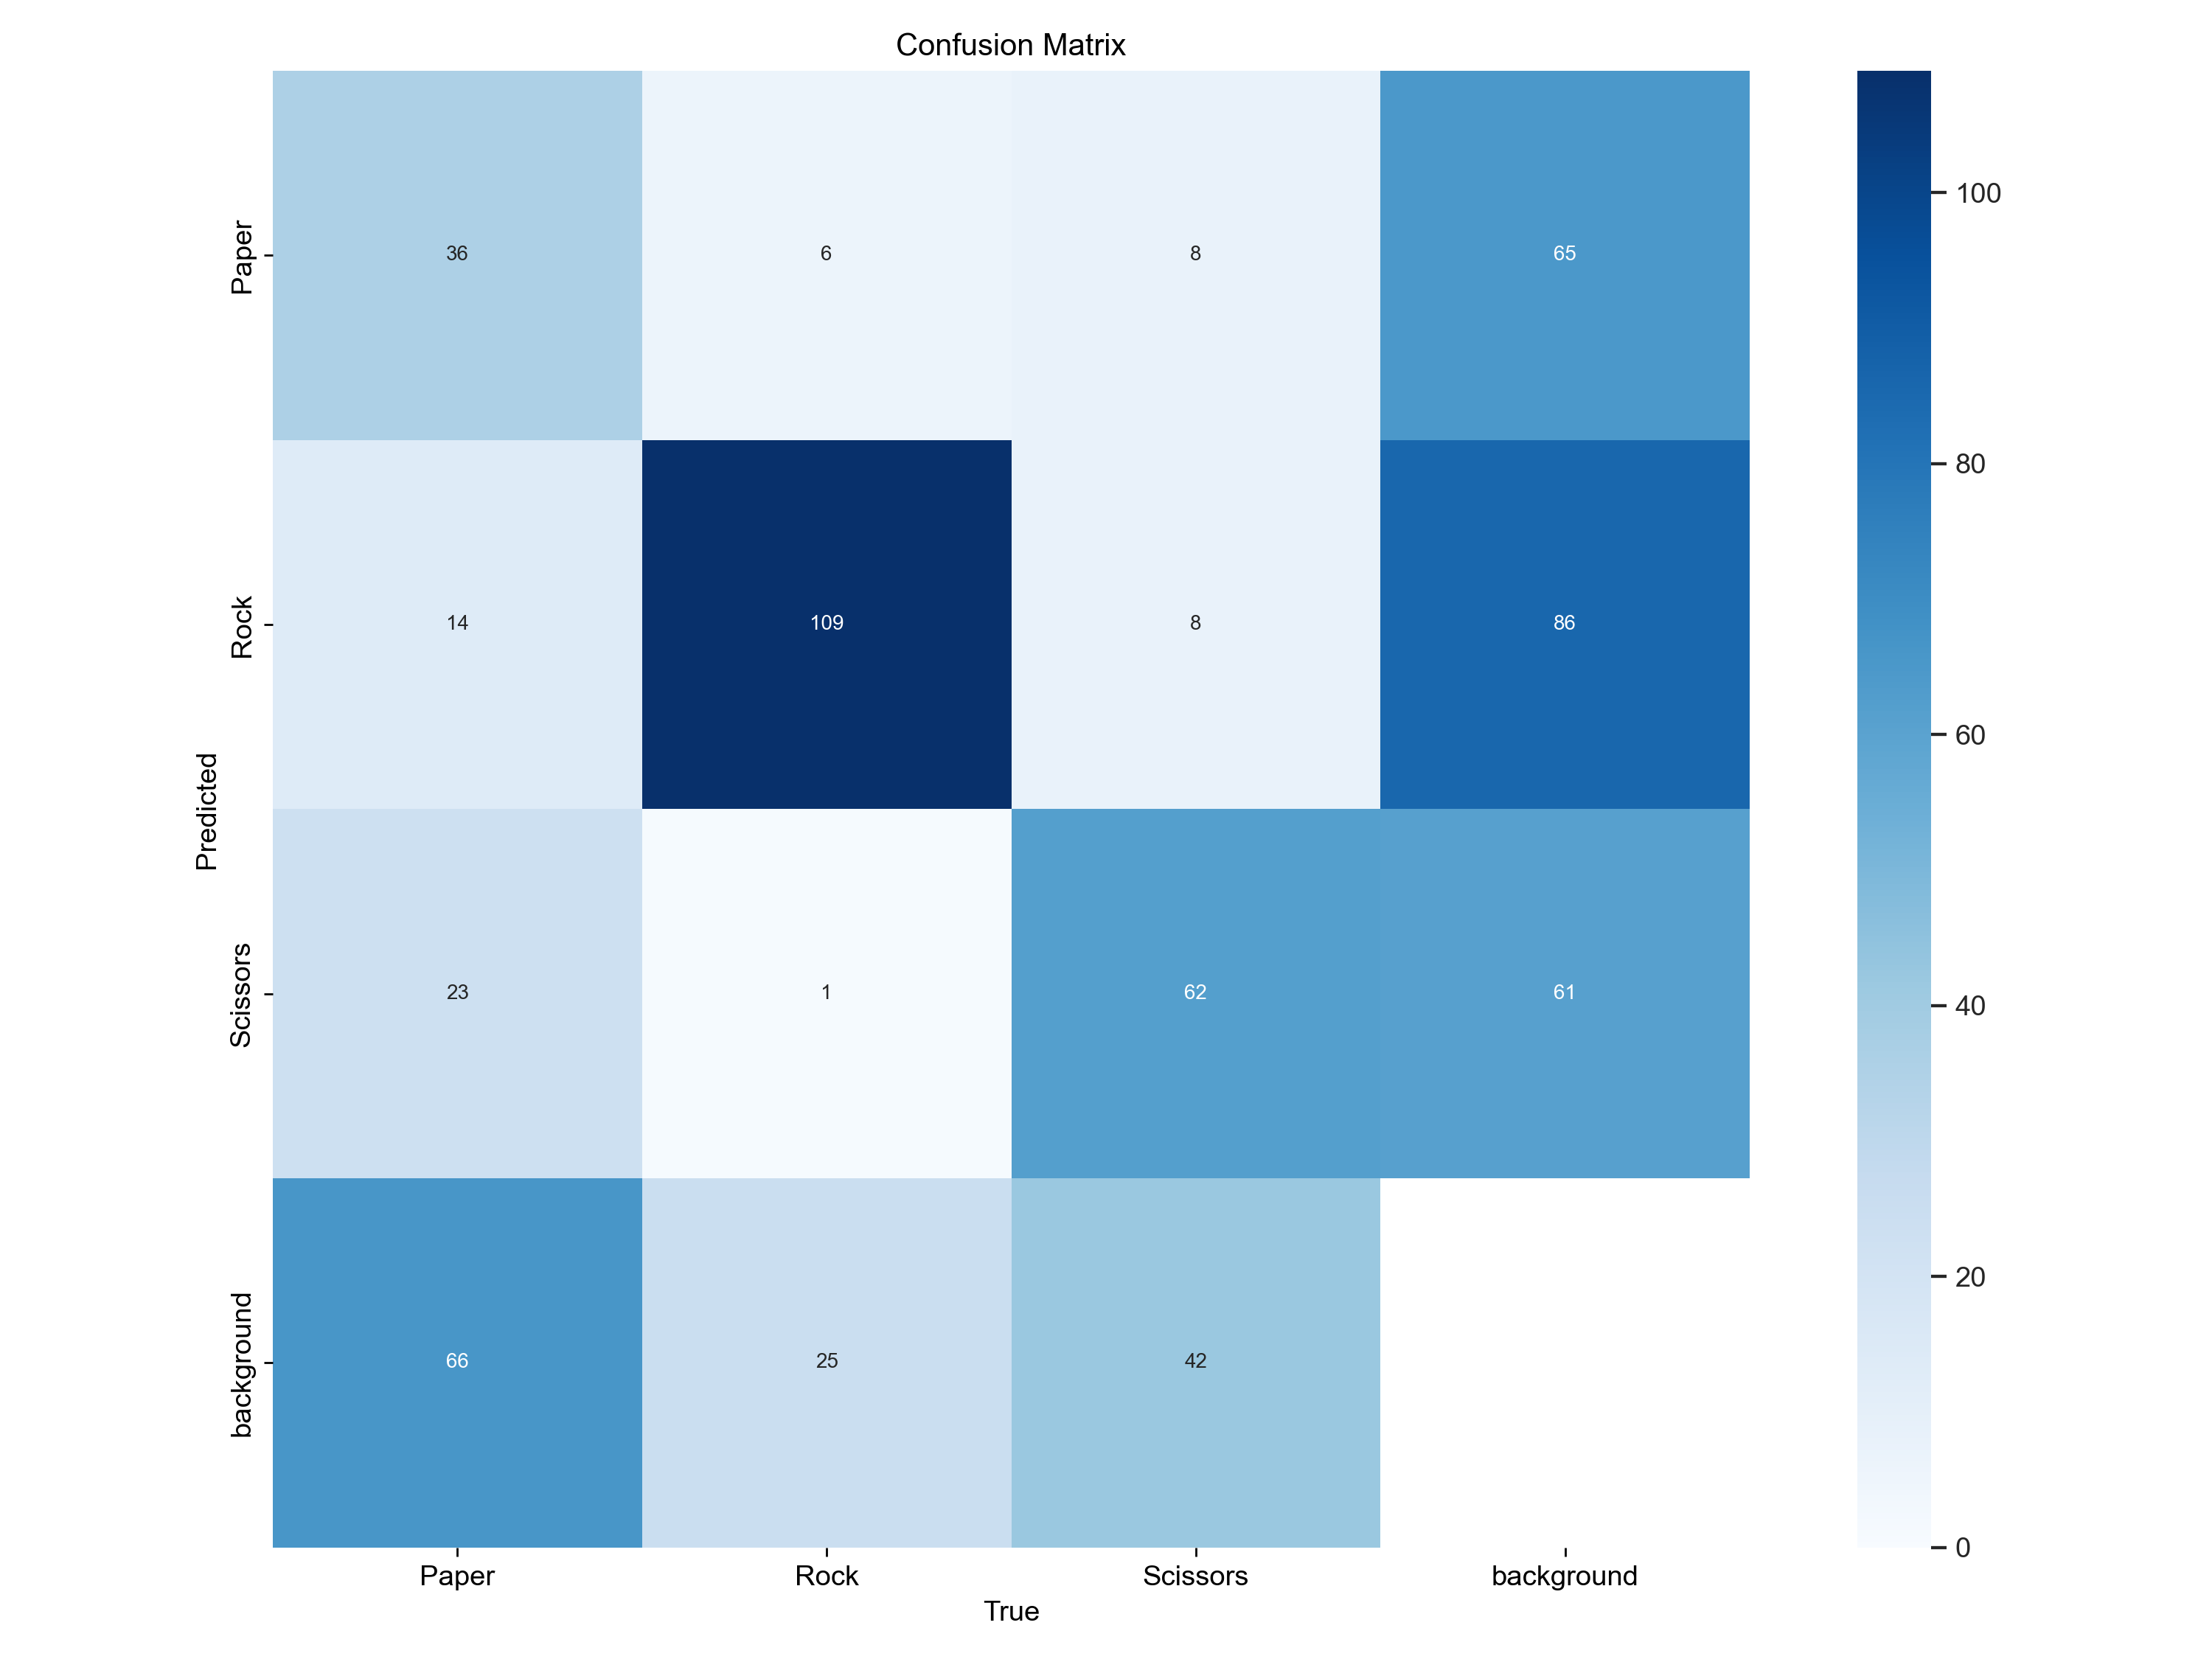 Confusion Matrix
Predicted
Paper
36 6 8 65
Rock
14 109 8 86
Scissors
23 1 62 61
background
66 25 42
Paper Rock Scissors background
True
100
80
60
40
20
0